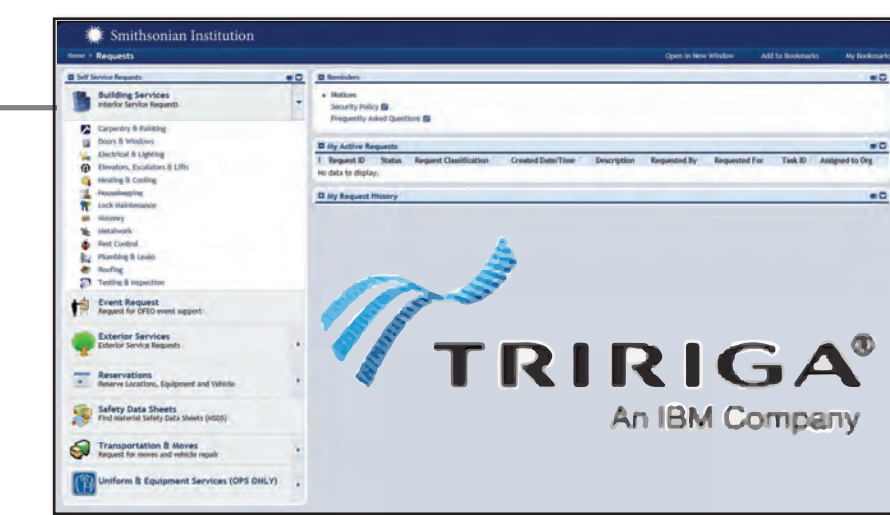 Smithsonian Institution
Home > Requests
Open in New Window Add to Bookmarks My Bookmarks
Self Service Requests
Building Services
Interior Service Requests
Carpentry & Painting
Doors & Windows
Electrical & Lighting
Elevators, Escalators & Lifts
Heating & Cooling
Housekeeping
Lock Maintenance
Masonry
Metalwork
Pest Control
Plumbing & Leaks
Roofing
Testing & Inspection
Event Request
Request for OFEO event support
Exterior Services
Exterior Service Requests
Reservations
Reserve Locations, Equipment and Vehicle
Safety Data Sheets
Find Material Safety Data Sheets (MSDS)
Transportation & Moves
Request for moves and vehicle repair
Uniform & Equipment Services (OPS ONLY)
Reminders
Notices
Security Policy
Frequently Asked Questions
My Active Requests
Request ID Status Request Classification Created Date/Time Description Requested By Requested For Task ID Assigned to Org
No data to display.
My Request History
TRIRIGA®
An IBM Company